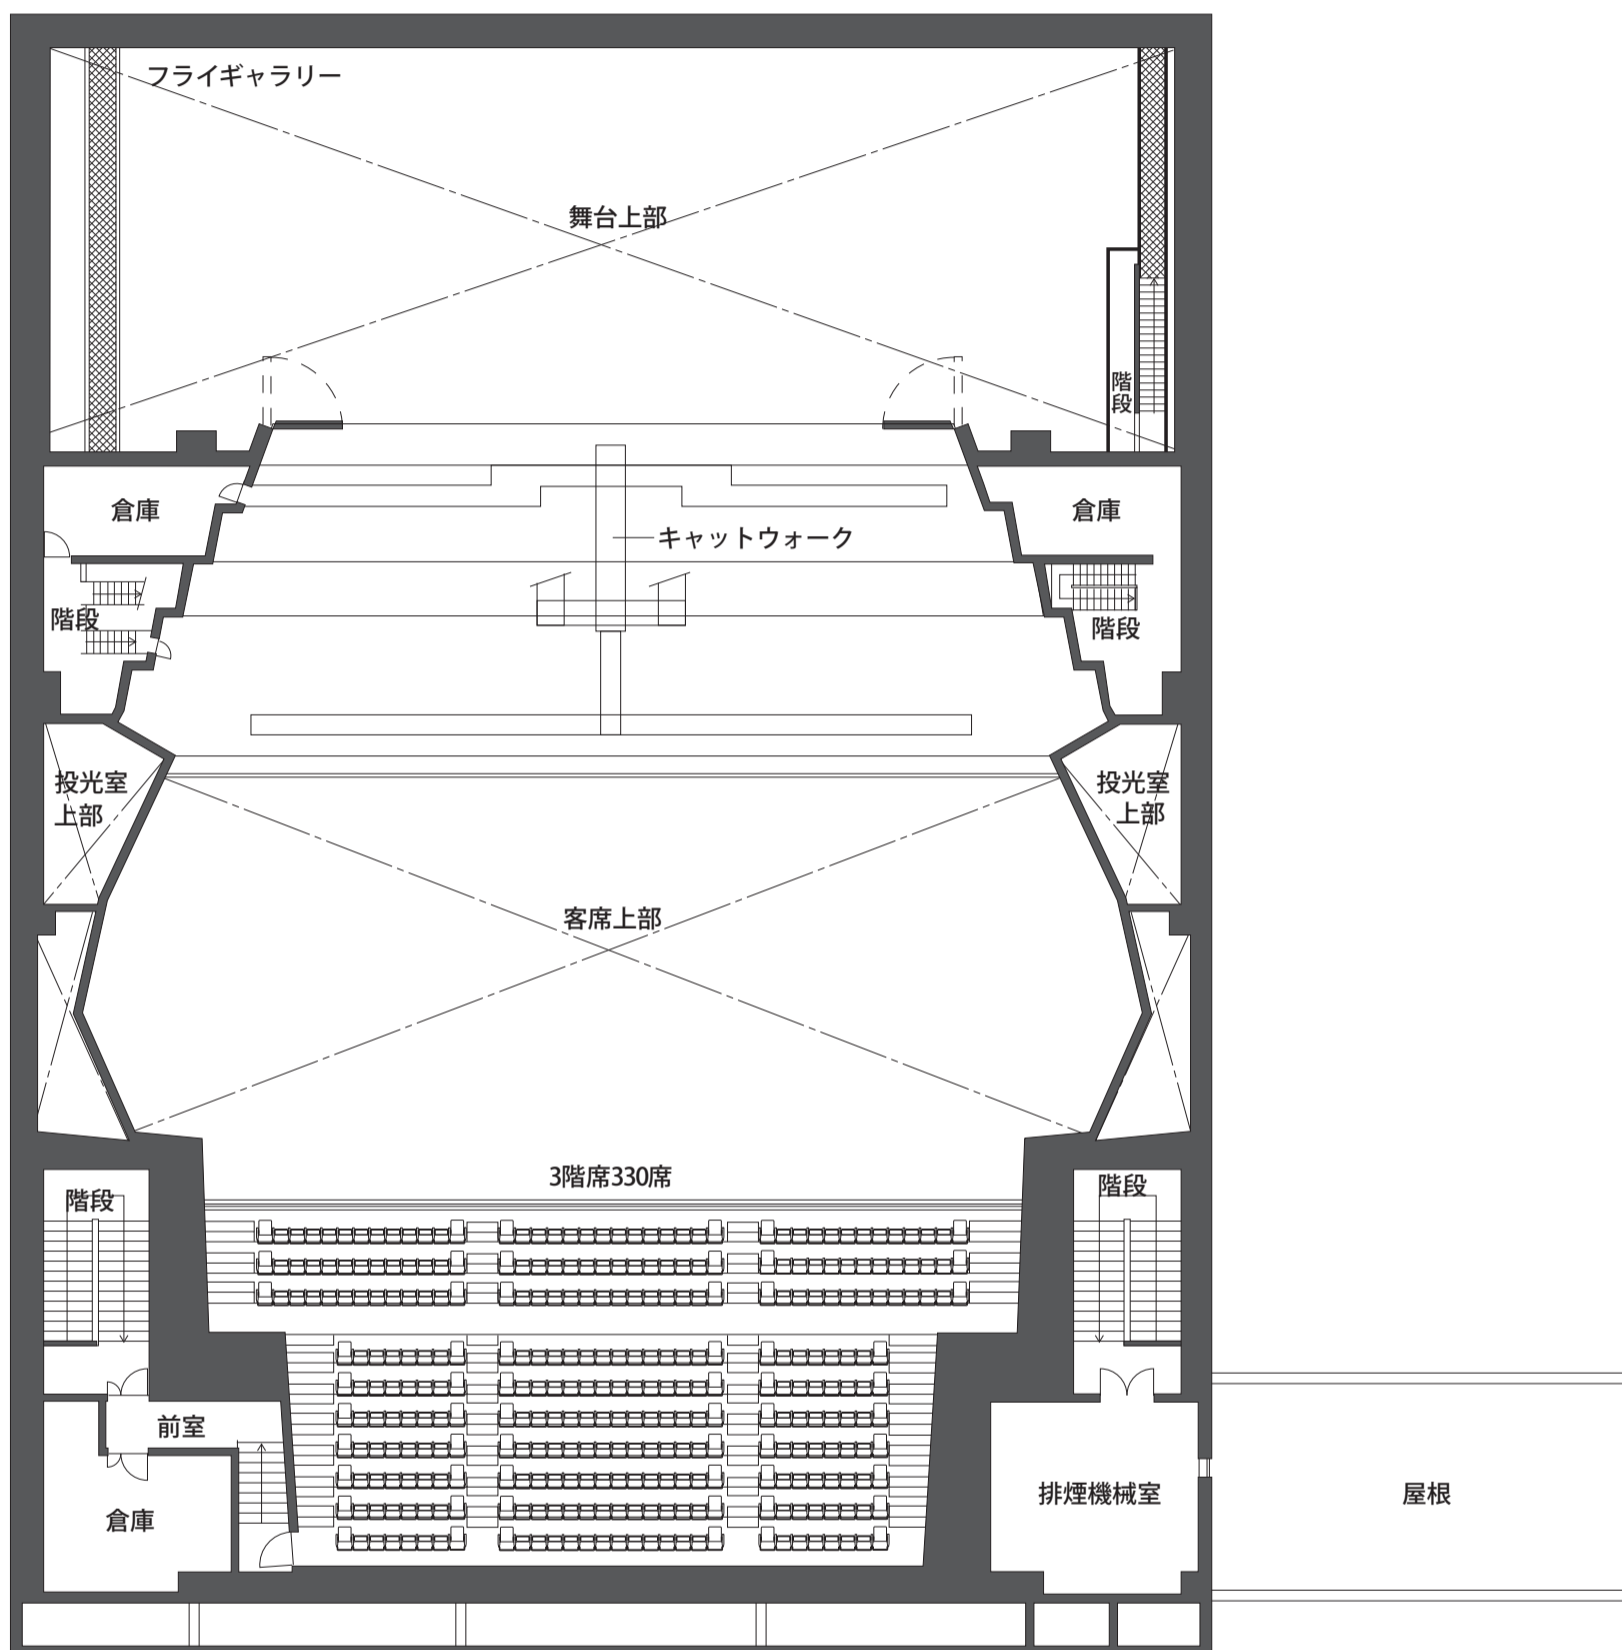 フライギャラリー
舞台上部
階段
倉庫
倉庫
キャットウォーク
階段
階段
投光室
上部
投光室
上部
客席上部
3階席330席
階段
階段
前室
倉庫
排煙機械室
屋根